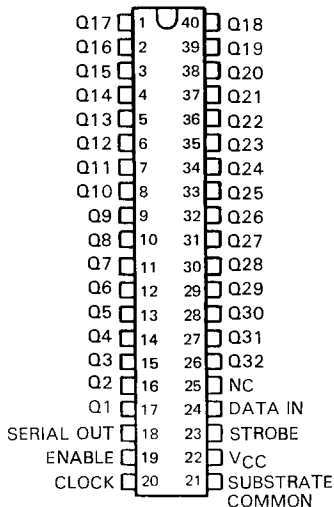 Q17 1 40 Q18
Q16 2 39 Q19
Q15 3 38 Q20
Q14 4 37 Q21
Q13 5 36 Q22
Q12 6 35 Q23
Q11 7 34 Q24
Q10 8 33 Q25
Q9 9 32 Q26
Q8 10 31 Q27
Q7 11 30 Q28
Q6 12 29 Q29
Q5 13 28 Q30
Q4 14 27 Q31
Q3 15 26 Q32
Q2 16 25 NC
Q1 17 24 DATA IN
SERIAL OUT 18 23 STROBE
ENABLE 19 22 VCC
CLOCK 20 21 SUBSTRATE
COMMON